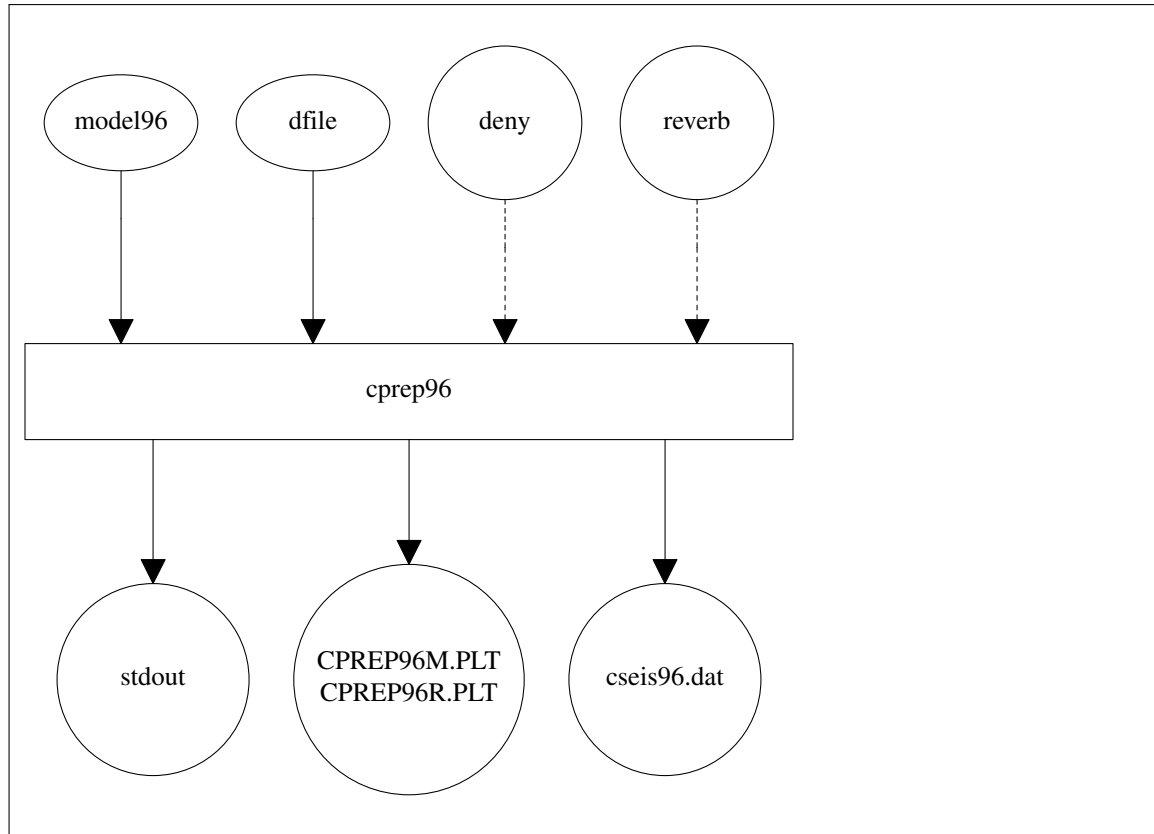 model96
dfile
deny
reverb
cprep96
stdout
CPREP96M.PLT
CPREP96R.PLT
cseis96.dat